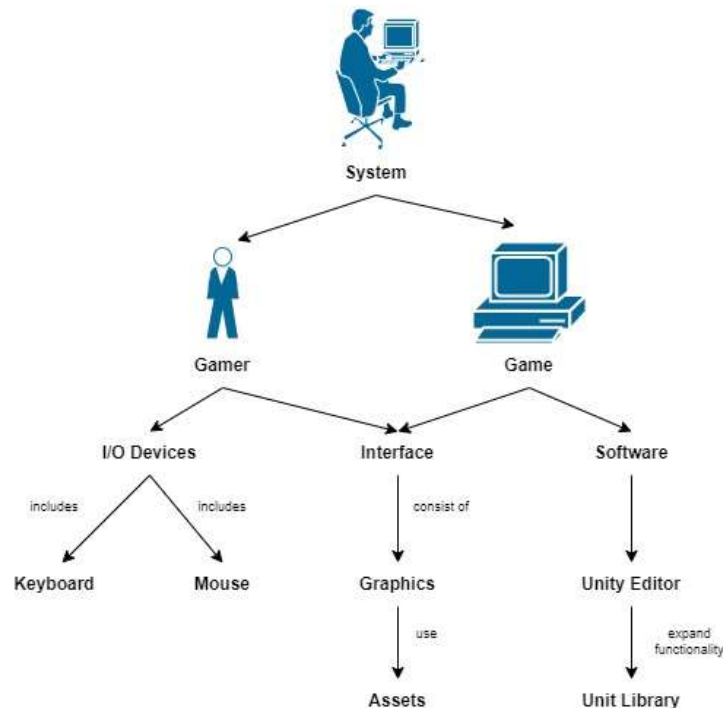 System
Gamer
Game
I/O Devices
Interface
Software
includes
includes
consist of
Keyboard
Mouse
Graphics
Unity Editor
use
expand
functionality
Assets
Unit Library